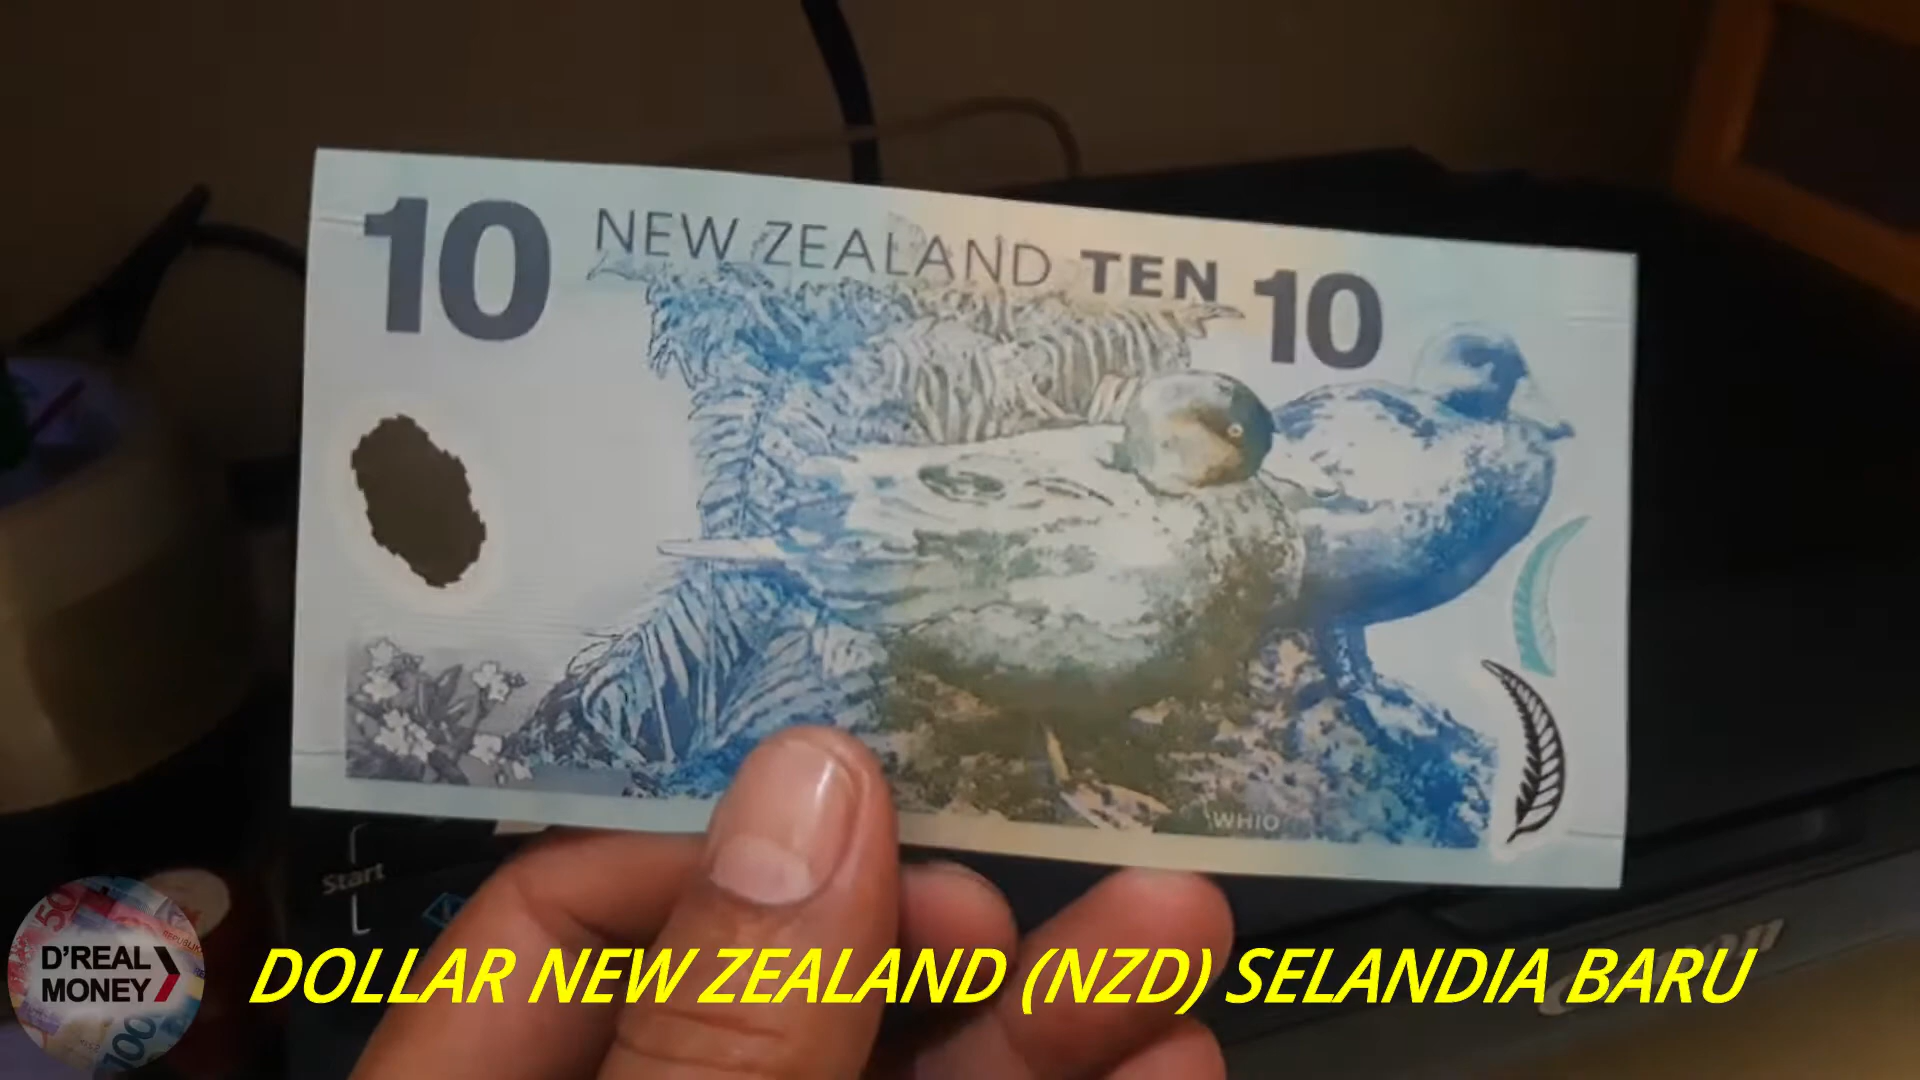 10 NEW ZEALAND TEN 10
WHIO
Start
D'REAL
MONEY
DOLLAR NEW ZEALAND (NZD) SELANDIA BARU